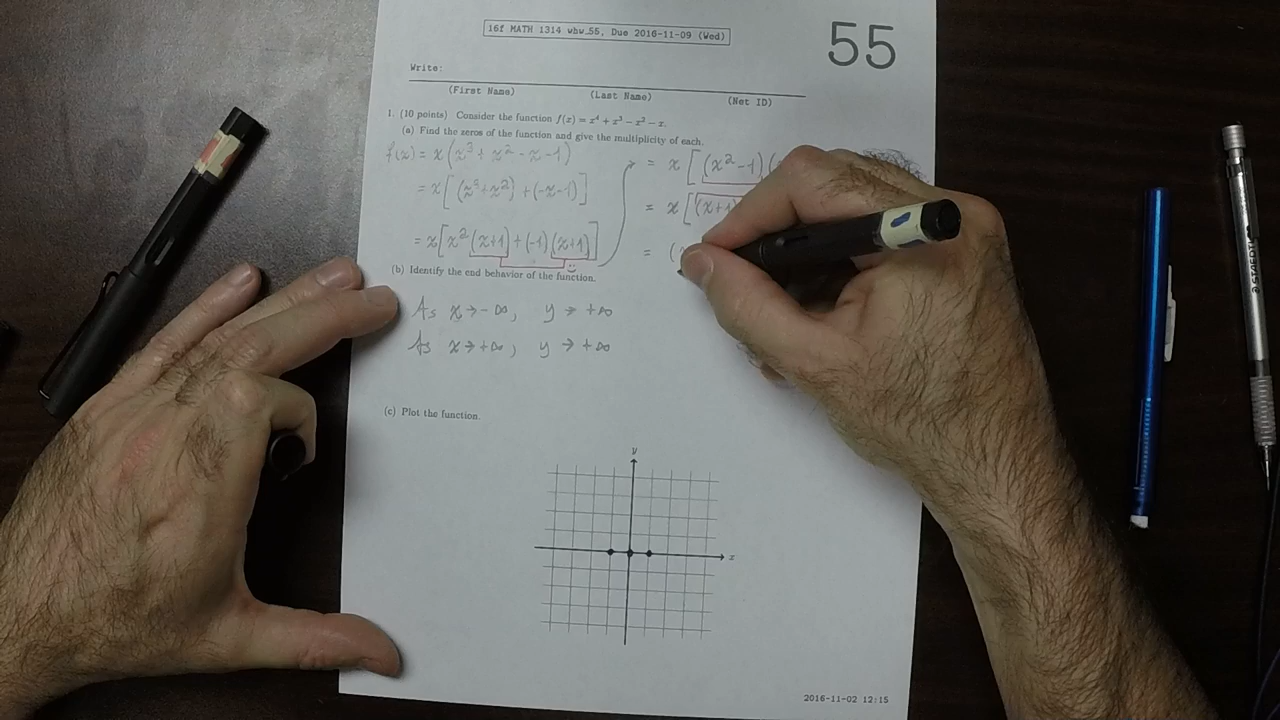 16f MATH 1314 whw_55, Due 2016-11-09 (Wed)
55
Write:
(First Name) (Last Name) (Net ID)
1. (10 points) Consider the function f(x) = x⁴ + x³ − x² − x.
(a) Find the zeros of the function and give the multiplicity of each.
f(x) = x(x³ + x² - x - 1)
= x[(x³+x²) + (-x-1)]
= x[x²(x+1) + (-1)(x+1)]
= x[(x²-1)(
= x[(x+1)
= (
(b) Identify the end behavior of the function.
As x → -∞, y → +∞
As x → +∞, y → +∞
(c) Plot the function.
y
x
STAEDTLER
2016-11-02 12:15